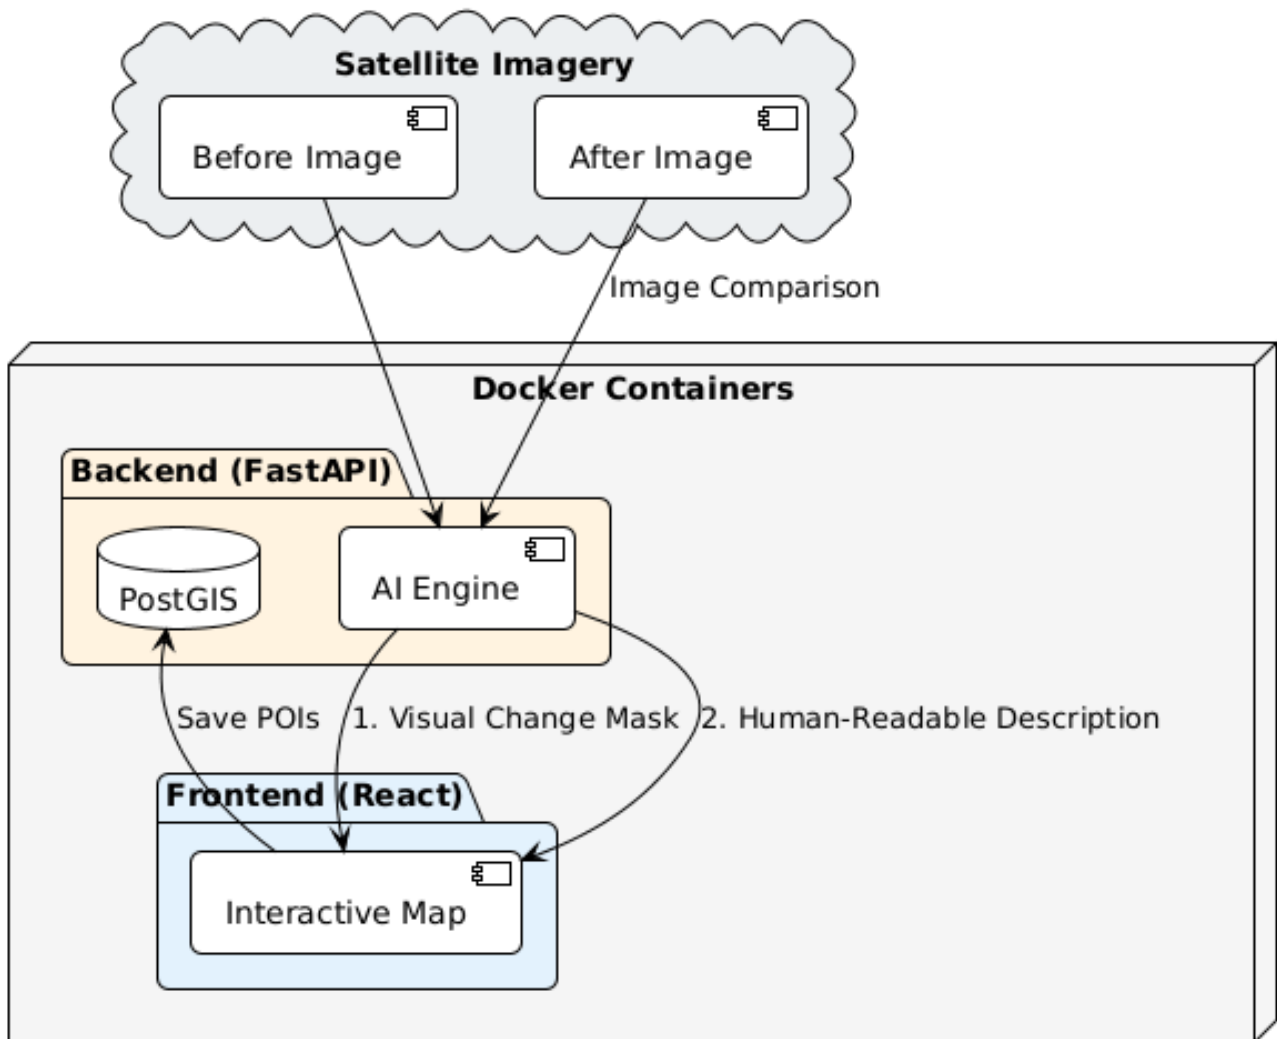 Satellite Imagery
Before Image
After Image
Image Comparison
Docker Containers
Backend (FastAPI)
PostGIS
AI Engine
Save POIs
1. Visual Change Mask
2. Human-Readable Description
Frontend (React)
Interactive Map